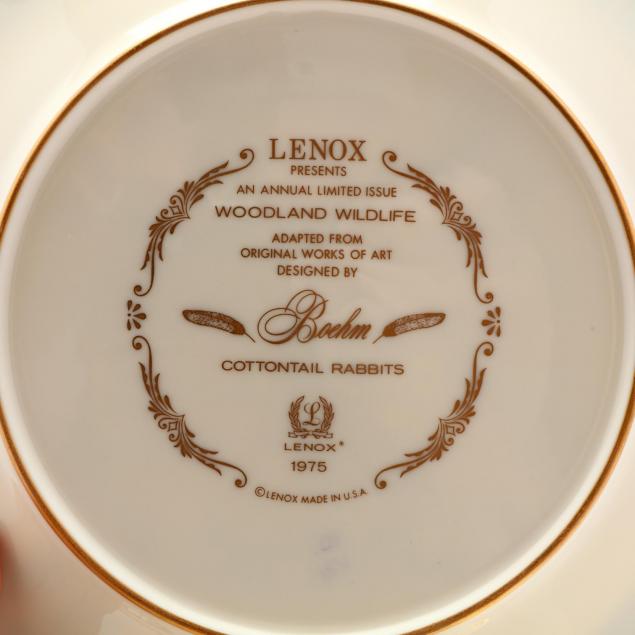 LENOX
PRESENTS
AN ANNUAL LIMITED ISSUE
WOODLAND WILDLIFE
ADAPTED FROM
ORIGINAL WORKS OF ART
DESIGNED BY
Boehm
COTTONTAIL RABBITS
L
LENOX®
1975
© LENOX MADE IN U.S.A.